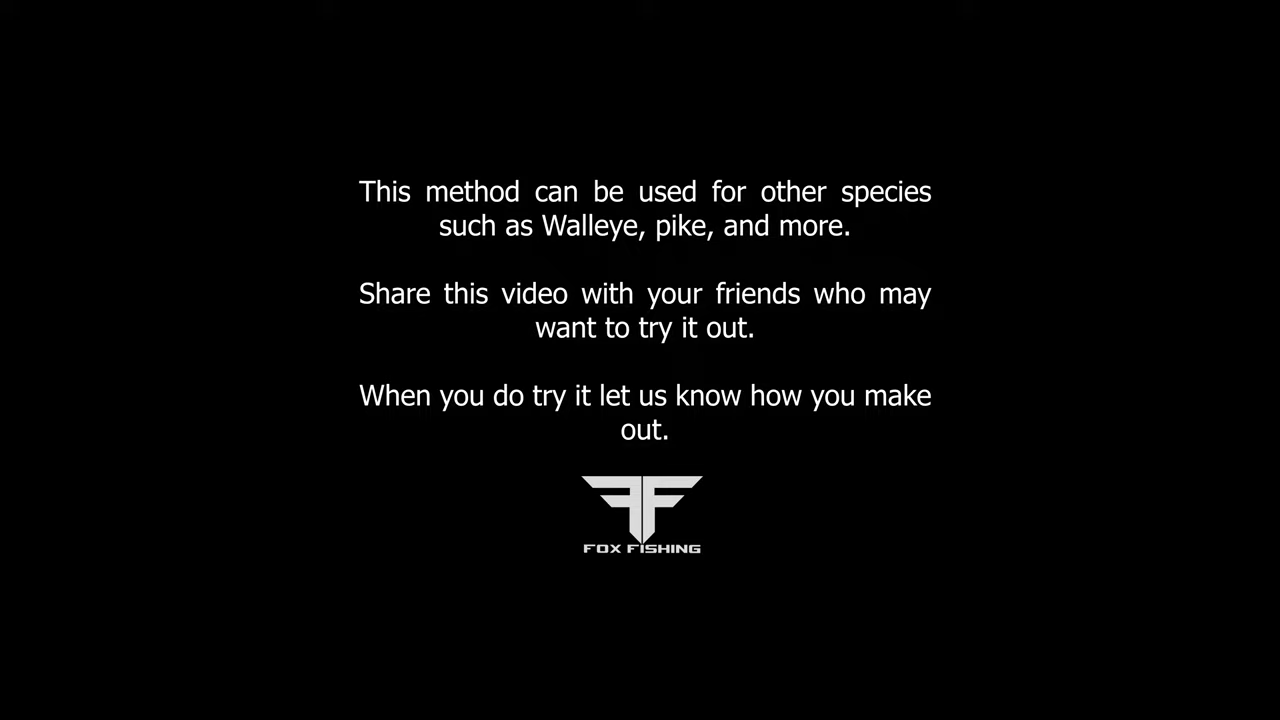 This method can be used for other species
such as Walleye, pike, and more.
Share this video with your friends who may
want to try it out.
When you do try it let us know how you make
out.
FF
FOX FISHING